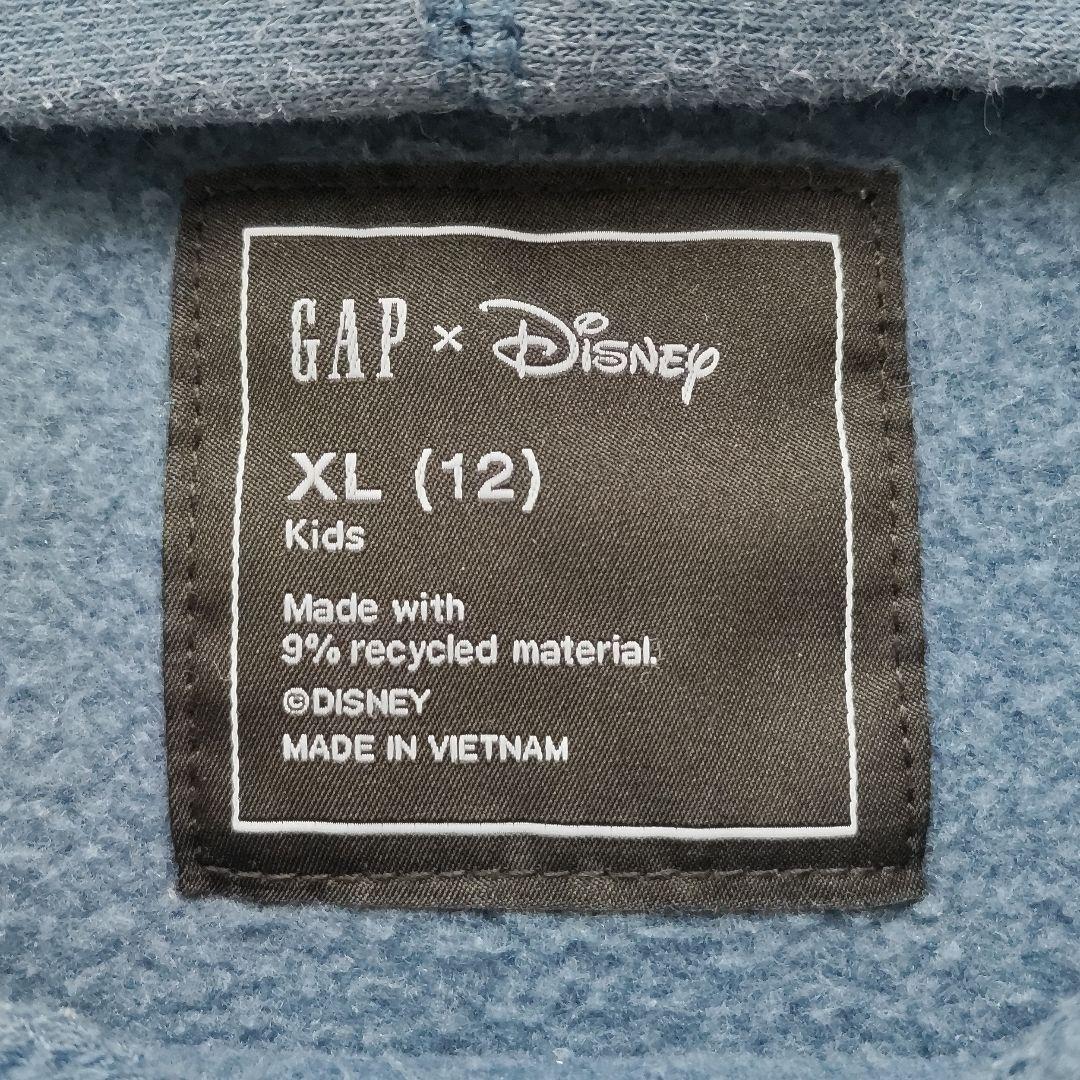 GAP × Disney
XL (12)
Kids
Made with
9% recycled material.
©DISNEY
MADE IN VIETNAM